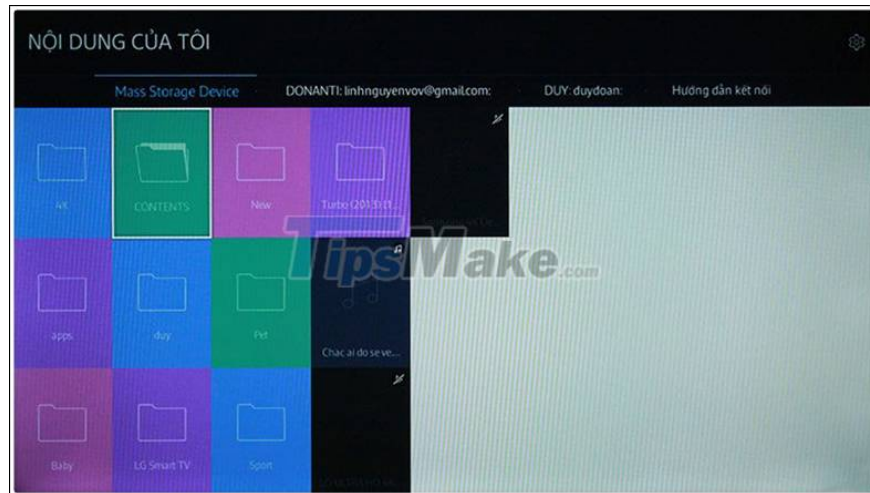 NỘI DUNG CỦA TÔI
Mass Storage Device
DONANTI: linhnguyenvov@gmail.com:
DUY: duydoan:
Hướng dẫn kết nối
4K
CONTENTS
New
Turbo (2013) [1...
TipsMake.com
apps
duy
Pet
Chac ai do se ve...
Baby
LG Smart TV
Sport